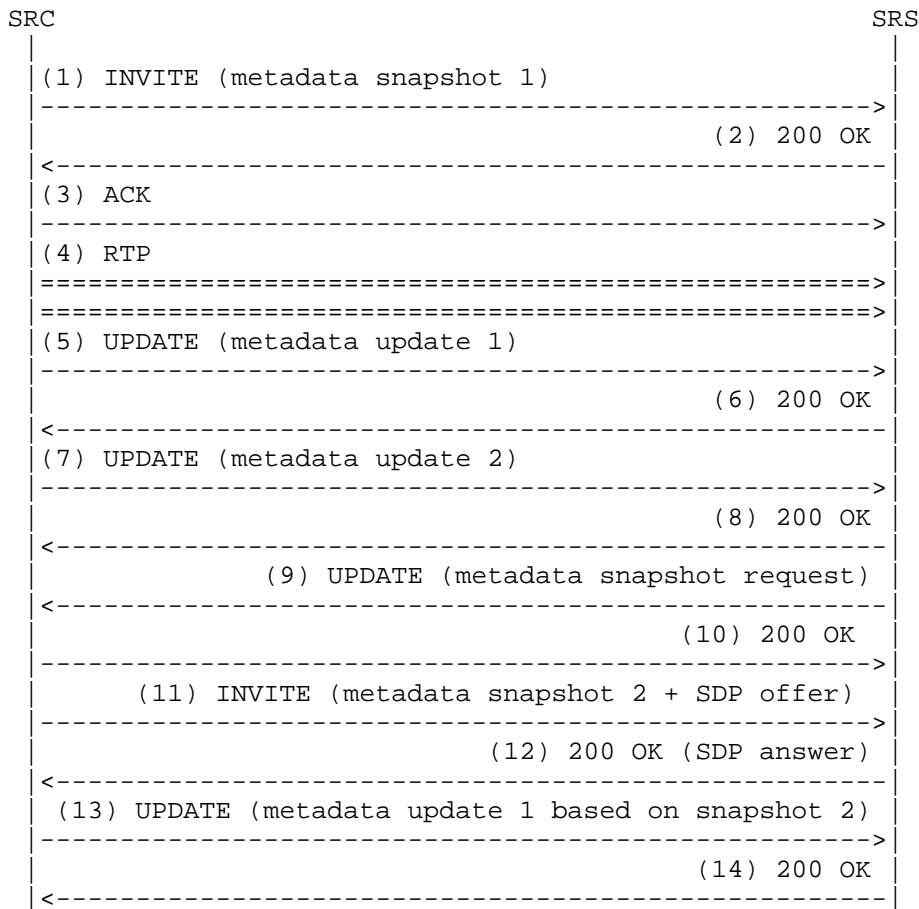 SRC SRS
(1) INVITE (metadata snapshot 1)
(2) 200 OK
(3) ACK
(4) RTP
(5) UPDATE (metadata update 1)
(6) 200 OK
(7) UPDATE (metadata update 2)
(8) 200 OK
(9) UPDATE (metadata snapshot request)
(10) 200 OK
(11) INVITE (metadata snapshot 2 + SDP offer)
(12) 200 OK (SDP answer)
(13) UPDATE (metadata update 1 based on snapshot 2)
(14) 200 OK